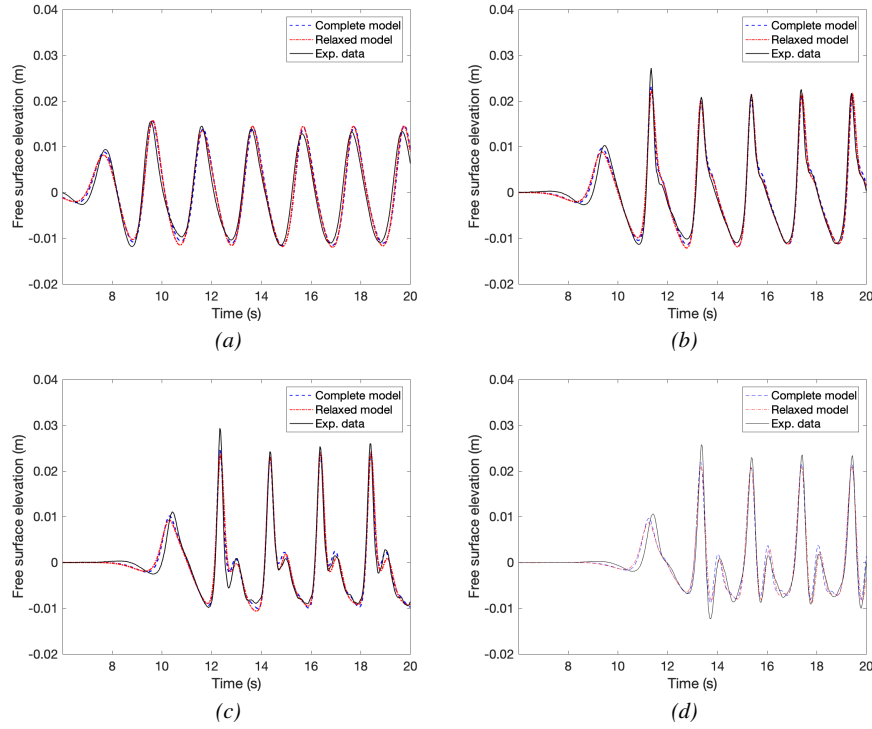 0.04
0.03
0.02
0.01
0
-0.01
-0.02
Free surface elevation (m)
Complete model
Relaxed model
Exp. data
8 10 12 14 16 18 20
Time (s)
(a)
0.04
0.03
0.02
0.01
0
-0.01
-0.02
Free surface elevation (m)
Complete model
Relaxed model
Exp. data
8 10 12 14 16 18 20
Time (s)
(b)
0.04
0.03
0.02
0.01
0
-0.01
-0.02
Free surface elevation (m)
Complete model
Relaxed model
Exp. data
8 10 12 14 16 18 20
Time (s)
(c)
0.04
0.03
0.02
0.01
0
-0.01
-0.02
Free surface elevation (m)
Complete model
Relaxed model
Exp. data
8 10 12 14 16 18 20
Time (s)
(d)